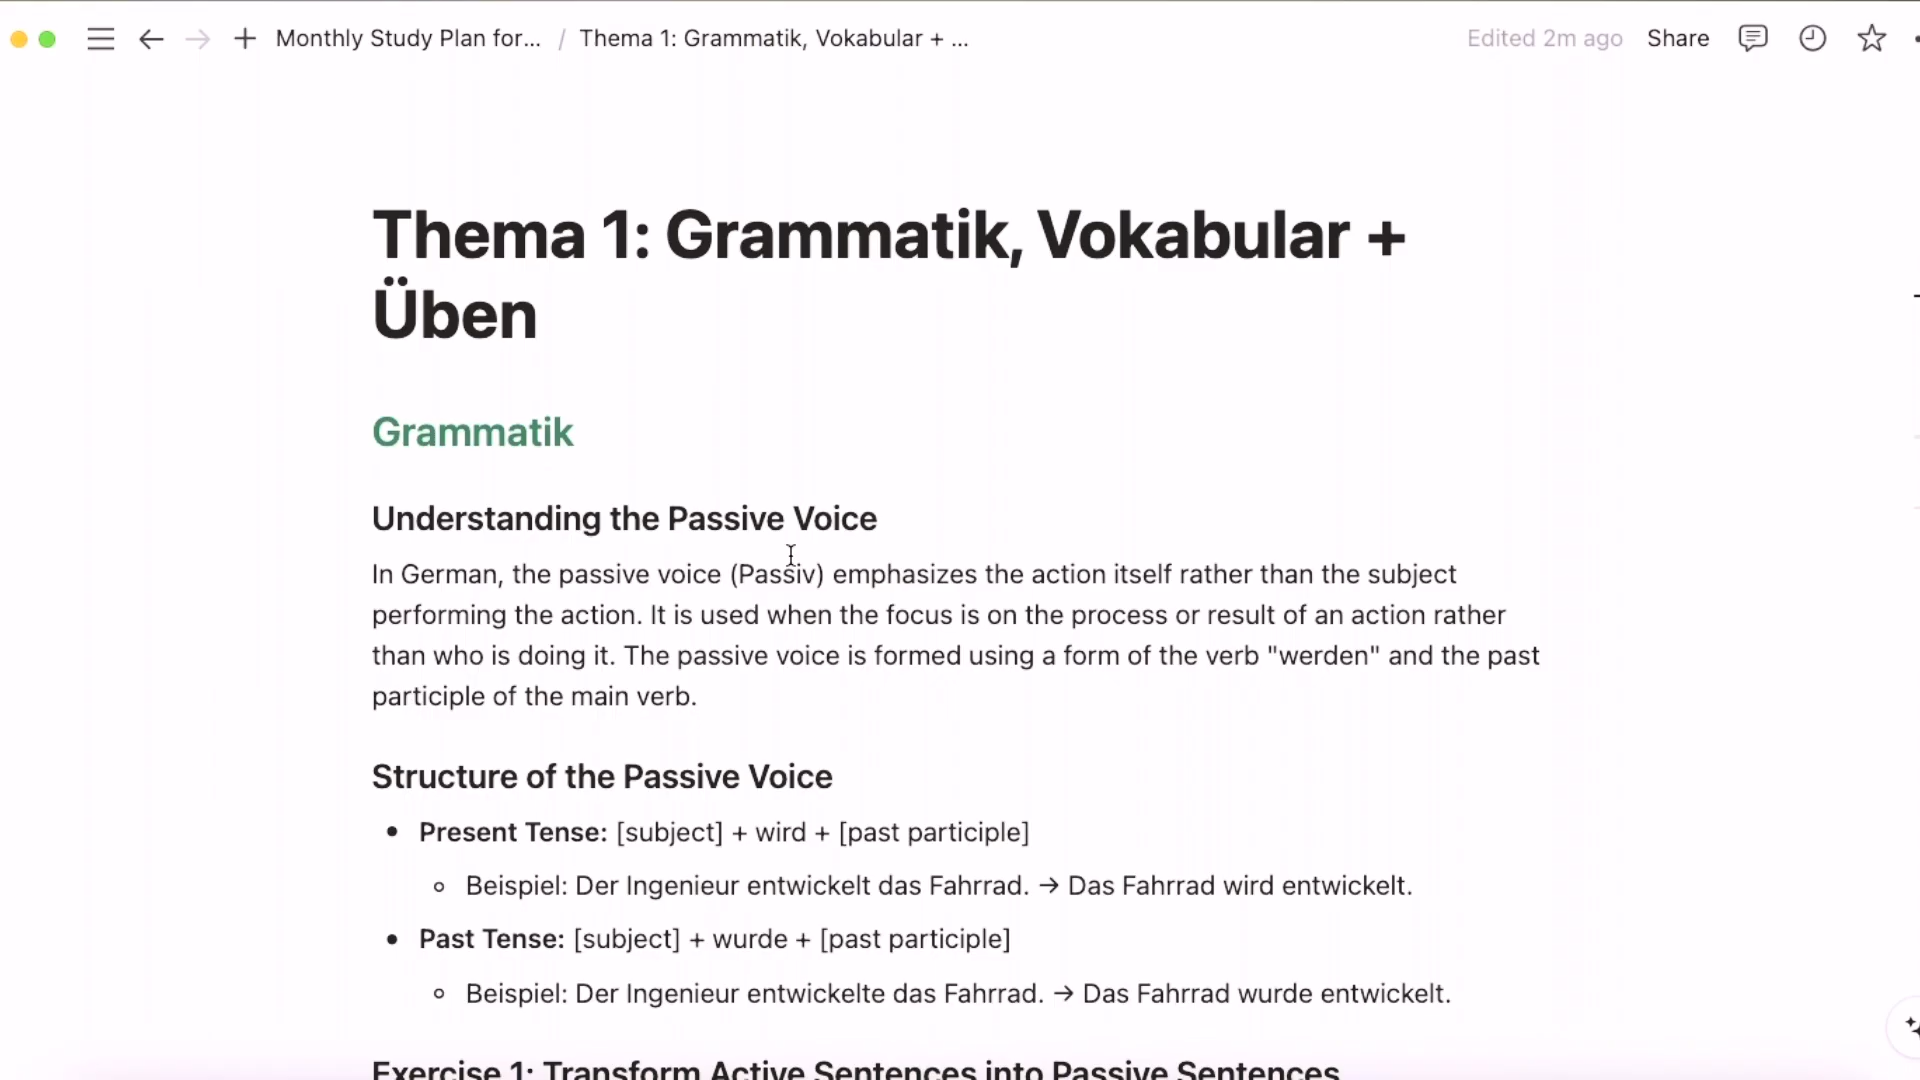 Monthly Study Plan for... / Thema 1: Grammatik, Vokabular + ... Edited 2m ago Share
Thema 1: Grammatik, Vokabular +
Üben
Grammatik
Understanding the Passive Voice
In German, the passive voice (Passiv) emphasizes the action itself rather than the subject
performing the action. It is used when the focus is on the process or result of an action rather
than who is doing it. The passive voice is formed using a form of the verb "werden" and the past
participle of the main verb.
Structure of the Passive Voice
• Present Tense: [subject] + wird + [past participle]
◦ Beispiel: Der Ingenieur entwickelt das Fahrrad. → Das Fahrrad wird entwickelt.
• Past Tense: [subject] + wurde + [past participle]
◦ Beispiel: Der Ingenieur entwickelte das Fahrrad. → Das Fahrrad wurde entwickelt.
Exercise 1: Transform Active Sentences into Passive Sentences